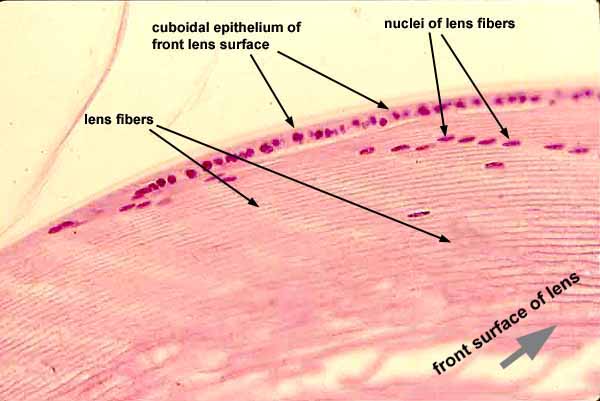 cuboidal epithelium of
front lens surface
nuclei of lens fibers
lens fibers
front surface of lens